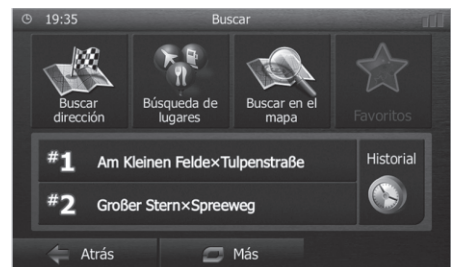 19:35 Buscar
Buscar
dirección
Búsqueda de
lugares
Buscar en el
mapa
Favoritos
#1 Am Kleinen Felde×Tulpenstraße
Historial
#2 Großer Stern×Spreeweg
Atrás
Más